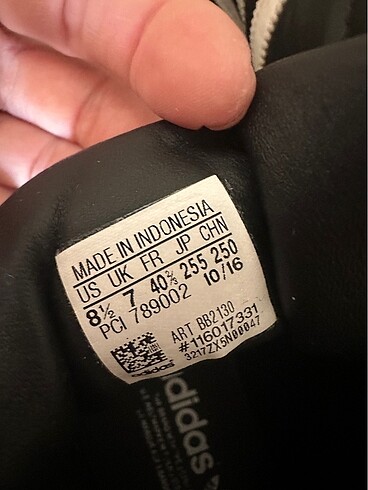 MADE IN INDONESIA
US UK FR JP CHN
8½ 7 40⅔ 255 250
PCI 789002 10/16
ART BB2130
#116017331
3217ZX5N00047
adidas
adidas